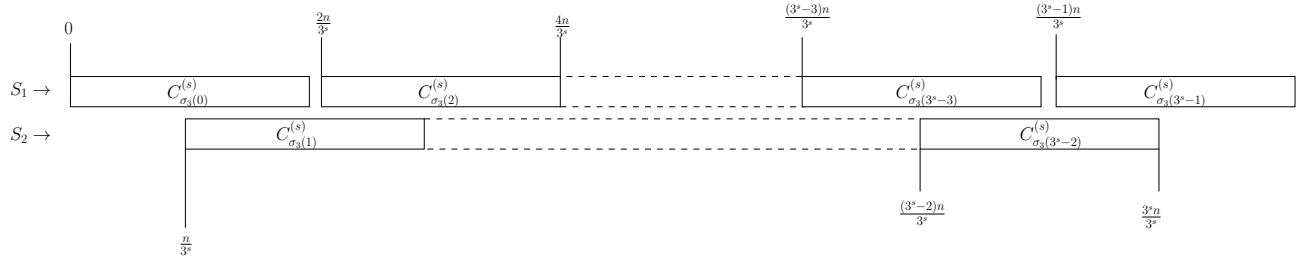 0 2n/3^s 4n/3^s (3^s−3)n/3^s (3^s−1)n/3^s
S_1 → C^{(s)}_{σ_3(0)} C^{(s)}_{σ_3(2)} C^{(s)}_{σ_3(3^s−3)} C^{(s)}_{σ_3(3^s−1)}
S_2 → C^{(s)}_{σ_3(1)} C^{(s)}_{σ_3(3^s−2)}
(3^s−2)n/3^s 3^s n/3^s
n/3^s